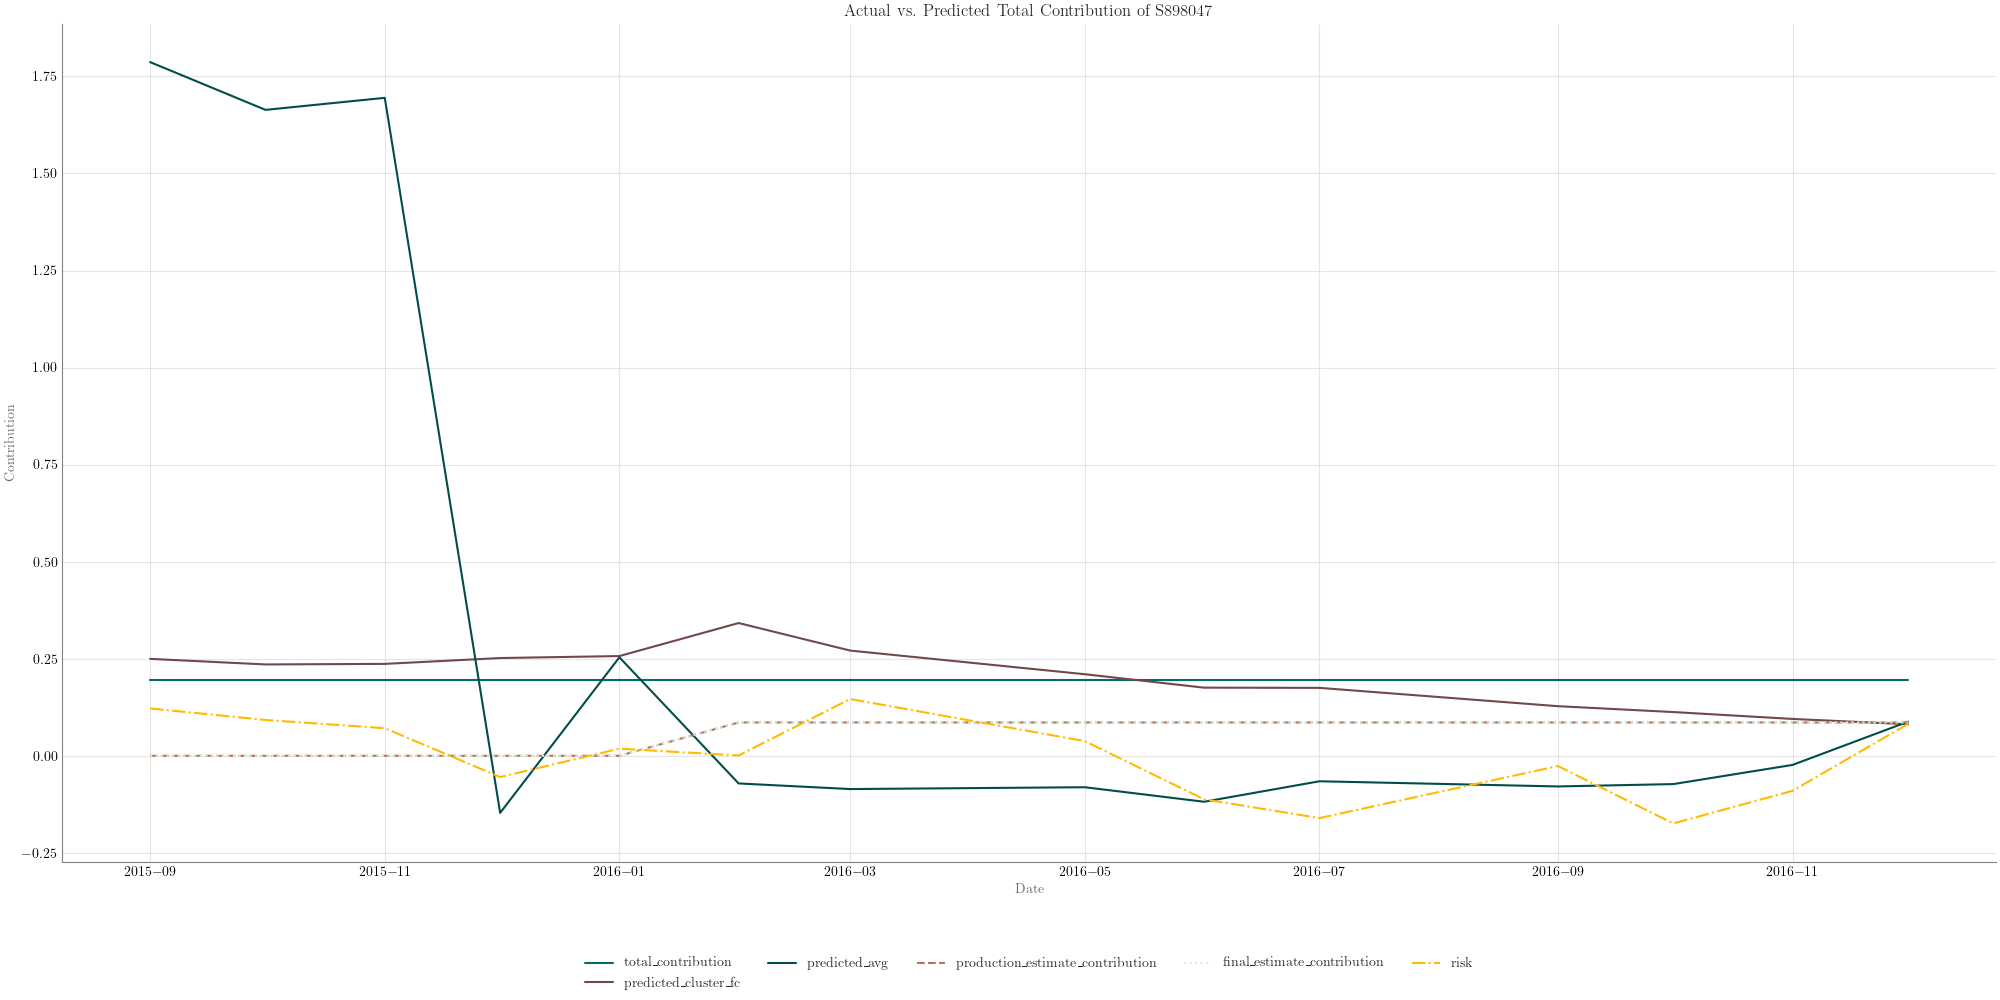 Actual vs. Predicted Total Contribution of S898047
1.75
1.50
1.25
1.00
0.75
0.50
0.25
0.00
−0.25
Contribution
2015−09 2015−11 2016−01 2016−03 2016−05 2016−07 2016−09 2016−11
Date
total_contribution predicted_avg production_estimate_contribution final_estimate_contribution risk
predicted_cluster_fc